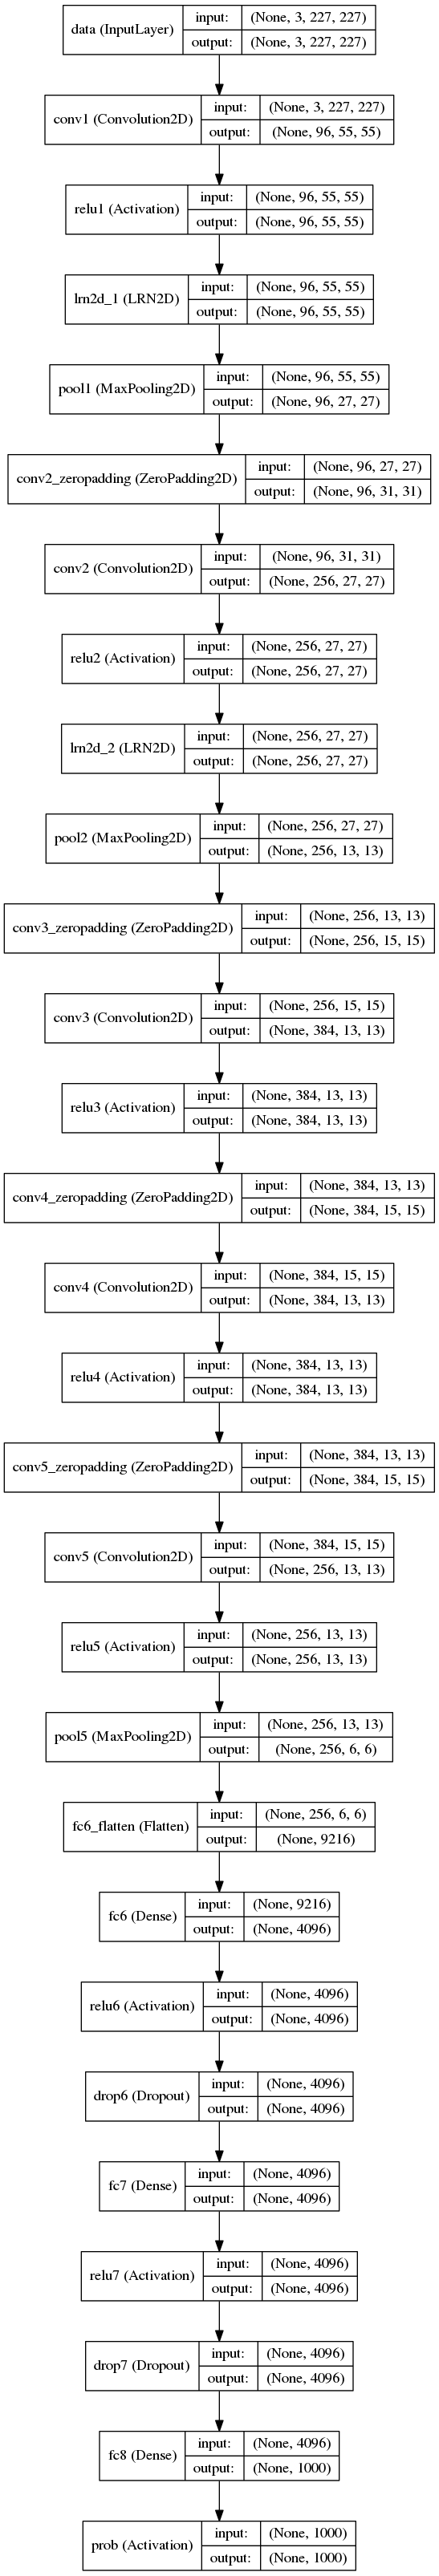 data (InputLayer) input: (None, 3, 227, 227)
output: (None, 3, 227, 227)
conv1 (Convolution2D) input: (None, 3, 227, 227)
output: (None, 96, 55, 55)
relu1 (Activation) input: (None, 96, 55, 55)
output: (None, 96, 55, 55)
lrn2d_1 (LRN2D) input: (None, 96, 55, 55)
output: (None, 96, 55, 55)
pool1 (MaxPooling2D) input: (None, 96, 55, 55)
output: (None, 96, 27, 27)
conv2_zeropadding (ZeroPadding2D) input: (None, 96, 27, 27)
output: (None, 96, 31, 31)
conv2 (Convolution2D) input: (None, 96, 31, 31)
output: (None, 256, 27, 27)
relu2 (Activation) input: (None, 256, 27, 27)
output: (None, 256, 27, 27)
lrn2d_2 (LRN2D) input: (None, 256, 27, 27)
output: (None, 256, 27, 27)
pool2 (MaxPooling2D) input: (None, 256, 27, 27)
output: (None, 256, 13, 13)
conv3_zeropadding (ZeroPadding2D) input: (None, 256, 13, 13)
output: (None, 256, 15, 15)
conv3 (Convolution2D) input: (None, 256, 15, 15)
output: (None, 384, 13, 13)
relu3 (Activation) input: (None, 384, 13, 13)
output: (None, 384, 13, 13)
conv4_zeropadding (ZeroPadding2D) input: (None, 384, 13, 13)
output: (None, 384, 15, 15)
conv4 (Convolution2D) input: (None, 384, 15, 15)
output: (None, 384, 13, 13)
relu4 (Activation) input: (None, 384, 13, 13)
output: (None, 384, 13, 13)
conv5_zeropadding (ZeroPadding2D) input: (None, 384, 13, 13)
output: (None, 384, 15, 15)
conv5 (Convolution2D) input: (None, 384, 15, 15)
output: (None, 256, 13, 13)
relu5 (Activation) input: (None, 256, 13, 13)
output: (None, 256, 13, 13)
pool5 (MaxPooling2D) input: (None, 256, 13, 13)
output: (None, 256, 6, 6)
fc6_flatten (Flatten) input: (None, 256, 6, 6)
output: (None, 9216)
fc6 (Dense) input: (None, 9216)
output: (None, 4096)
relu6 (Activation) input: (None, 4096)
output: (None, 4096)
drop6 (Dropout) input: (None, 4096)
output: (None, 4096)
fc7 (Dense) input: (None, 4096)
output: (None, 4096)
relu7 (Activation) input: (None, 4096)
output: (None, 4096)
drop7 (Dropout) input: (None, 4096)
output: (None, 4096)
fc8 (Dense) input: (None, 4096)
output: (None, 1000)
prob (Activation) input: (None, 1000)
output: (None, 1000)